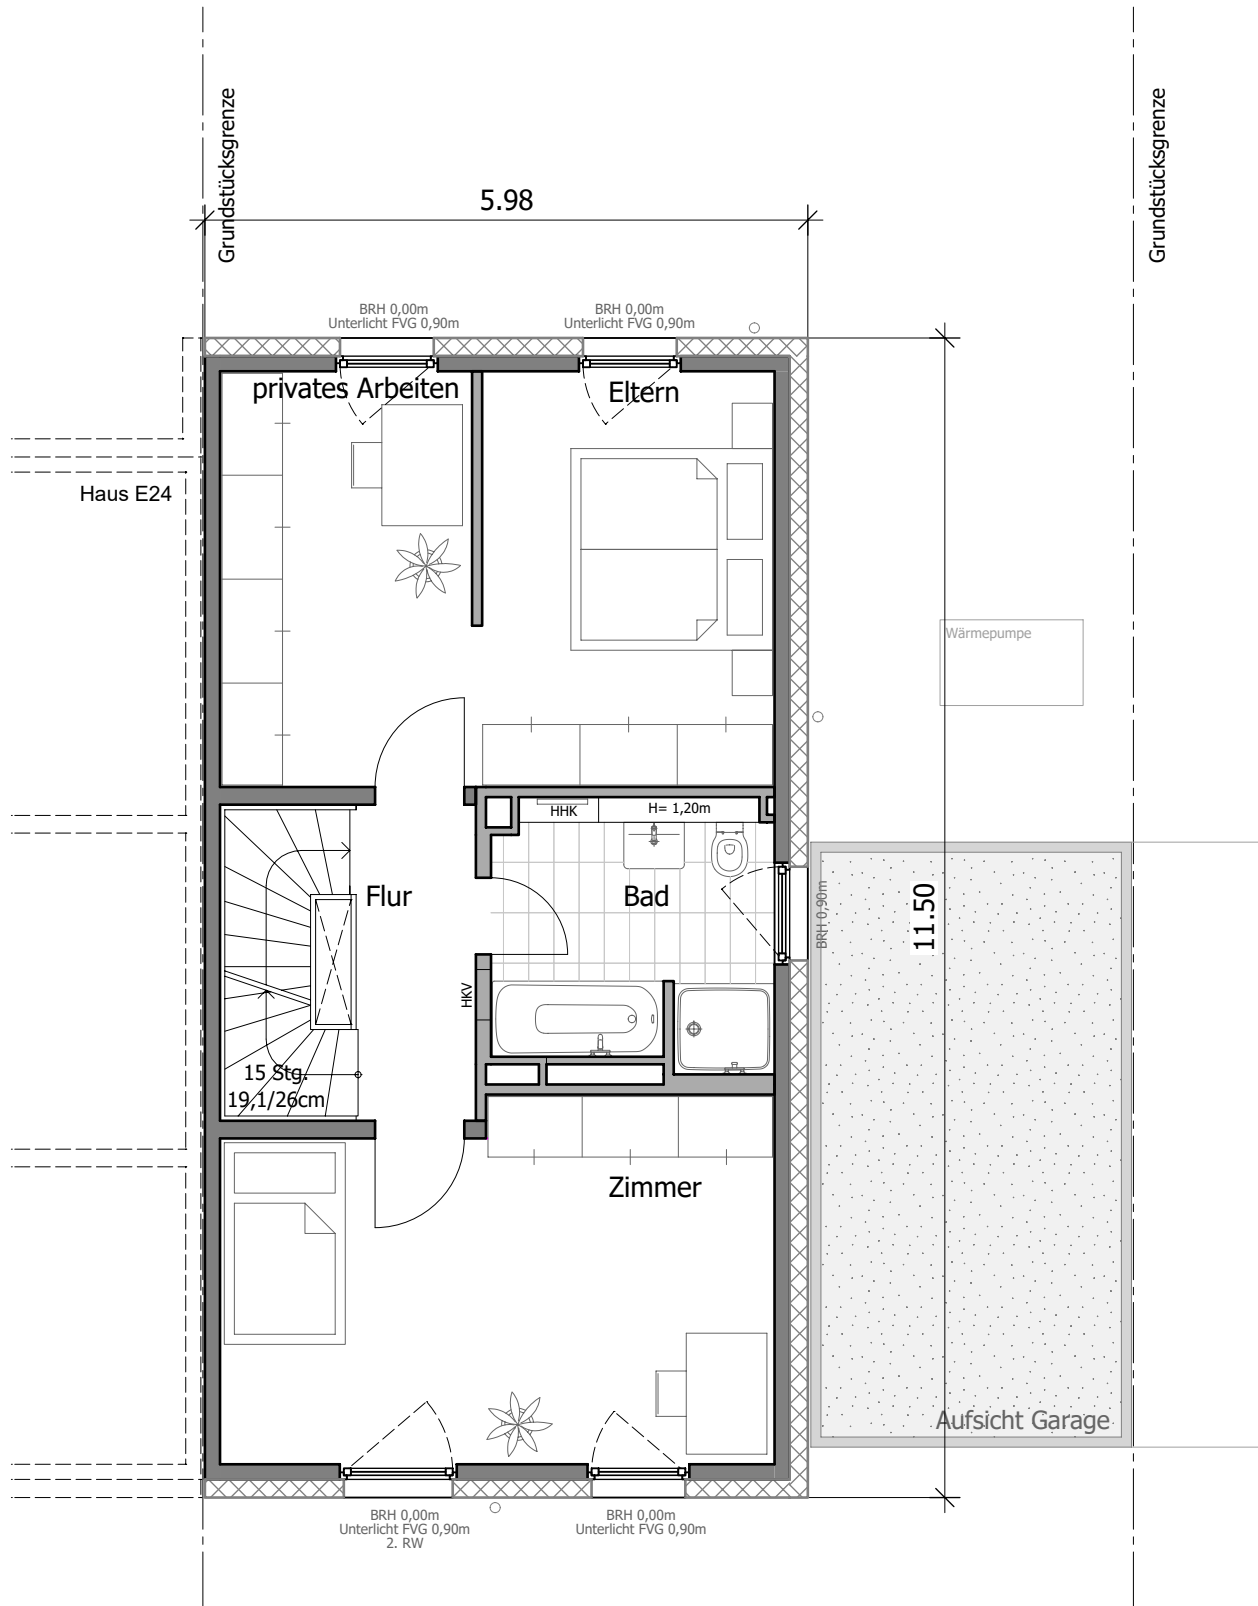 Grundstücksgrenze
Grundstücksgrenze
5.98
BRH 0,00m
Unterlicht FVG 0,90m
BRH 0,00m
Unterlicht FVG 0,90m
privates Arbeiten
Eltern
Haus E24
Wärmepumpe
HHK
H= 1,20m
Flur
Bad
BRH 0,90m
11.50
HKV
15 Stg.
19,1/26cm
Zimmer
Aufsicht Garage
BRH 0,00m
Unterlicht FVG 0,90m
2. RW
BRH 0,00m
Unterlicht FVG 0,90m